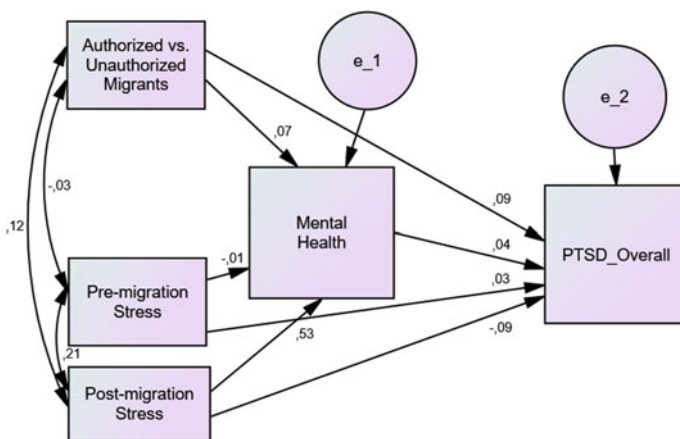 Authorized vs.
Unauthorized
Migrants
e_1
e_2
,07
-,03
,12
Mental
Health
,09
PTSD_Overall
,04
-,01
Pre-migration
Stress
,03
-,09
,53
,21
Post-migration
Stress